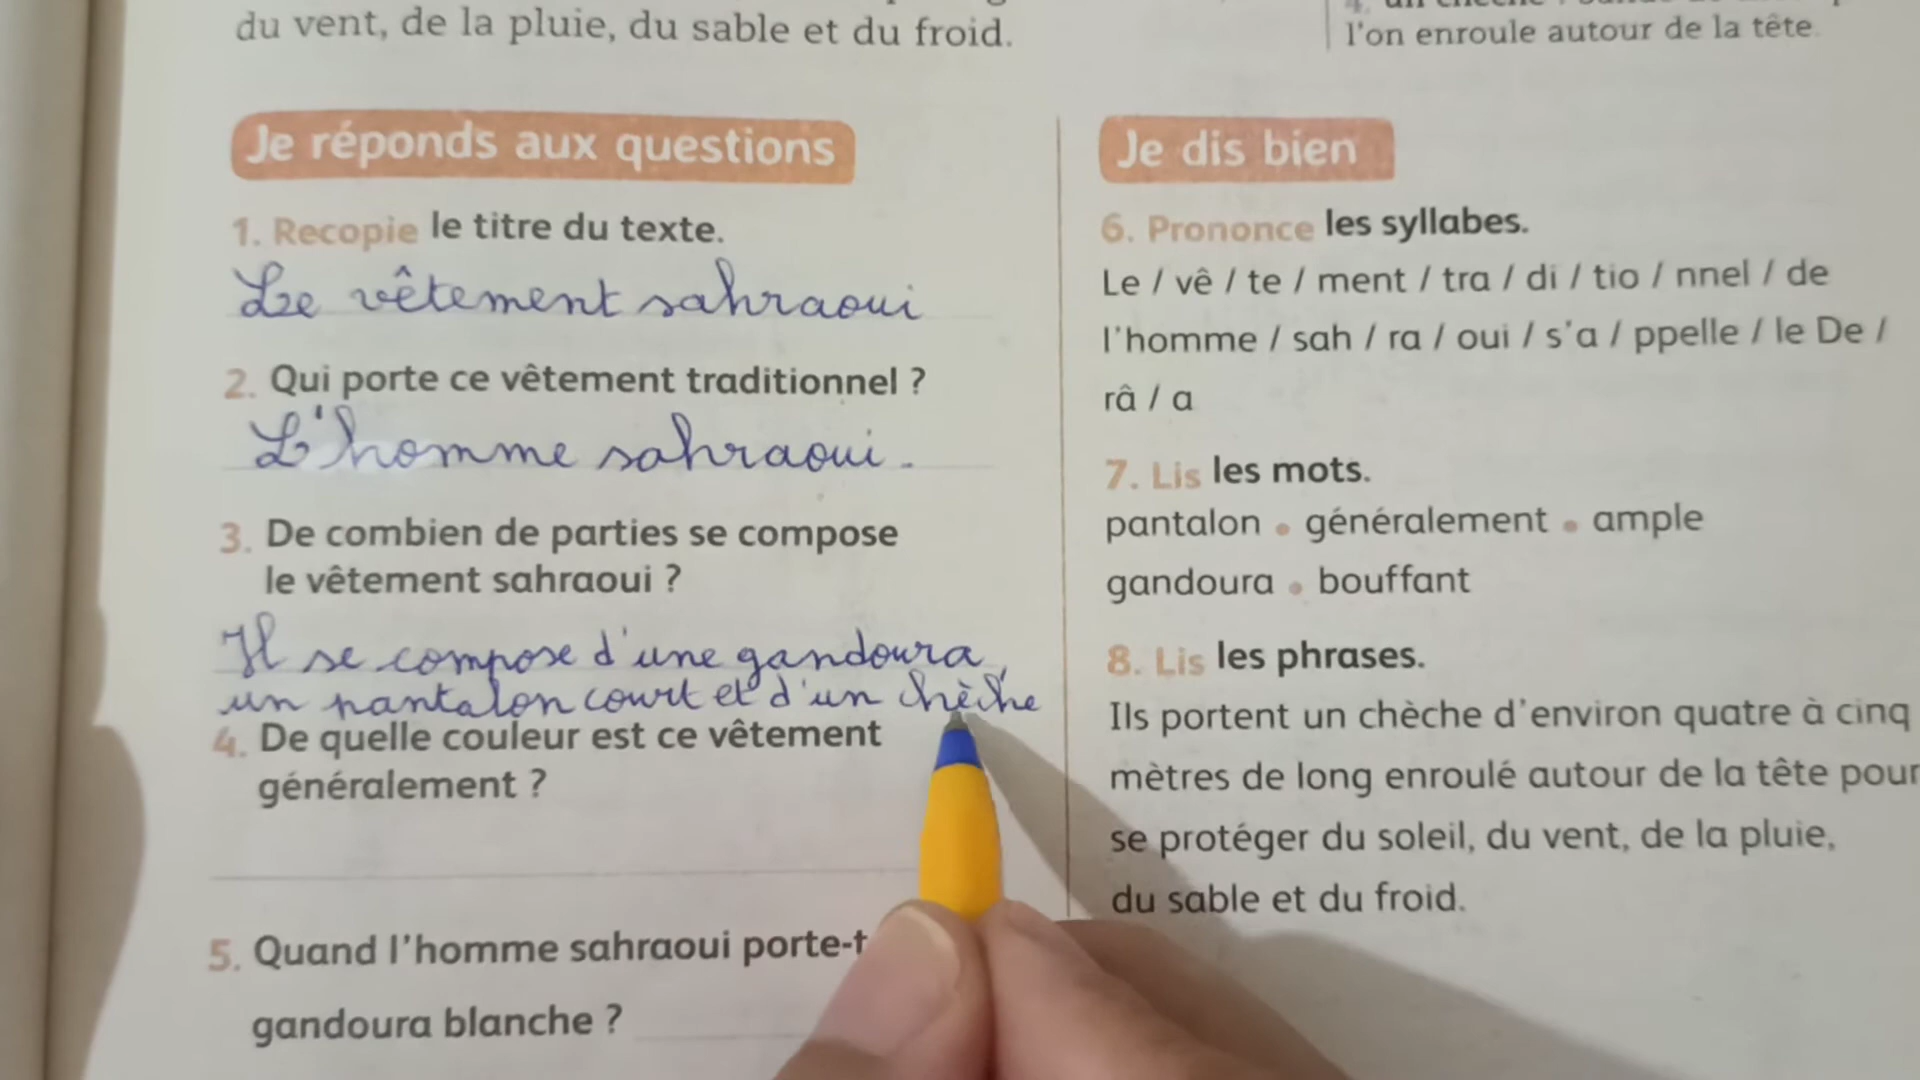 du vent, de la pluie, du sable et du froid.
l'on enroule autour de la tête.
Je réponds aux questions
1. Recopie le titre du texte.
Le vêtement sahraoui
2. Qui porte ce vêtement traditionnel ?
L'homme sahraoui.
3. De combien de parties se compose
le vêtement sahraoui ?
Il se compose d'une gandoura,
un pantalon court et d'un chèche
4. De quelle couleur est ce vêtement
généralement ?
5. Quand l'homme sahraoui porte-t
gandoura blanche ?
Je dis bien
6. Prononce les syllabes.
Le / vê / te / ment / tra / di / tio / nnel / de
l'homme / sah / ra / oui / s'a / ppelle / le De /
râ / a
7. Lis les mots.
pantalon • généralement • ample
gandoura • bouffant
8. Lis les phrases.
Ils portent un chèche d'environ quatre à cinq
mètres de long enroulé autour de la tête pour
se protéger du soleil, du vent, de la pluie,
du sable et du froid.